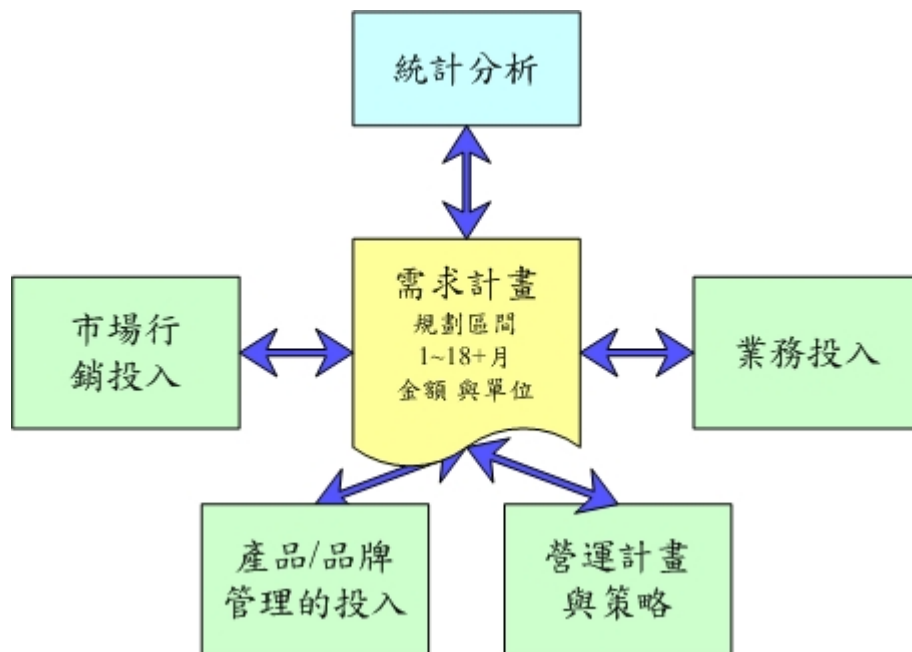 統計分析
需求計畫
規劃區間
1~18+月
金額 與單位
市場行
銷投入
業務投入
產品/品牌
管理的投入
營運計畫
與策略